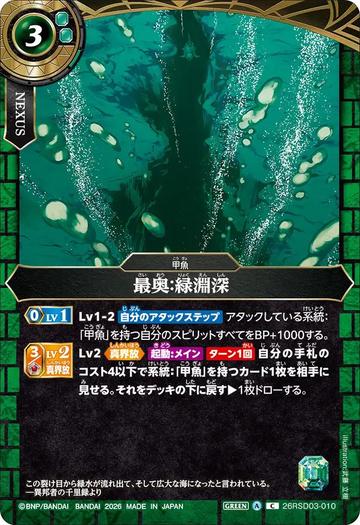 3
NEXUS
甲魚
最奥:緑淵深
0 LV1 Lv1-2 自分のアタックステップ アタックしている系統:
「甲魚」を持つ自分のスピリットすべてをBP+1000する。
3 LV2 真界放 Lv2 真界放 起動:メイン ターン1回 自分の手札の
コスト4以下で系統:「甲魚」を持つカード1枚を相手に
見せる。それをデッキの下に戻す▶1枚ドローする。
この裂け目から緑水が流れ出て、そして広大な海になったと言われている。
―異邦者の千里録より
©BNP/BANDAI BANDAI 2026 MADE IN JAPAN
GREEN A C 26RSD03-010